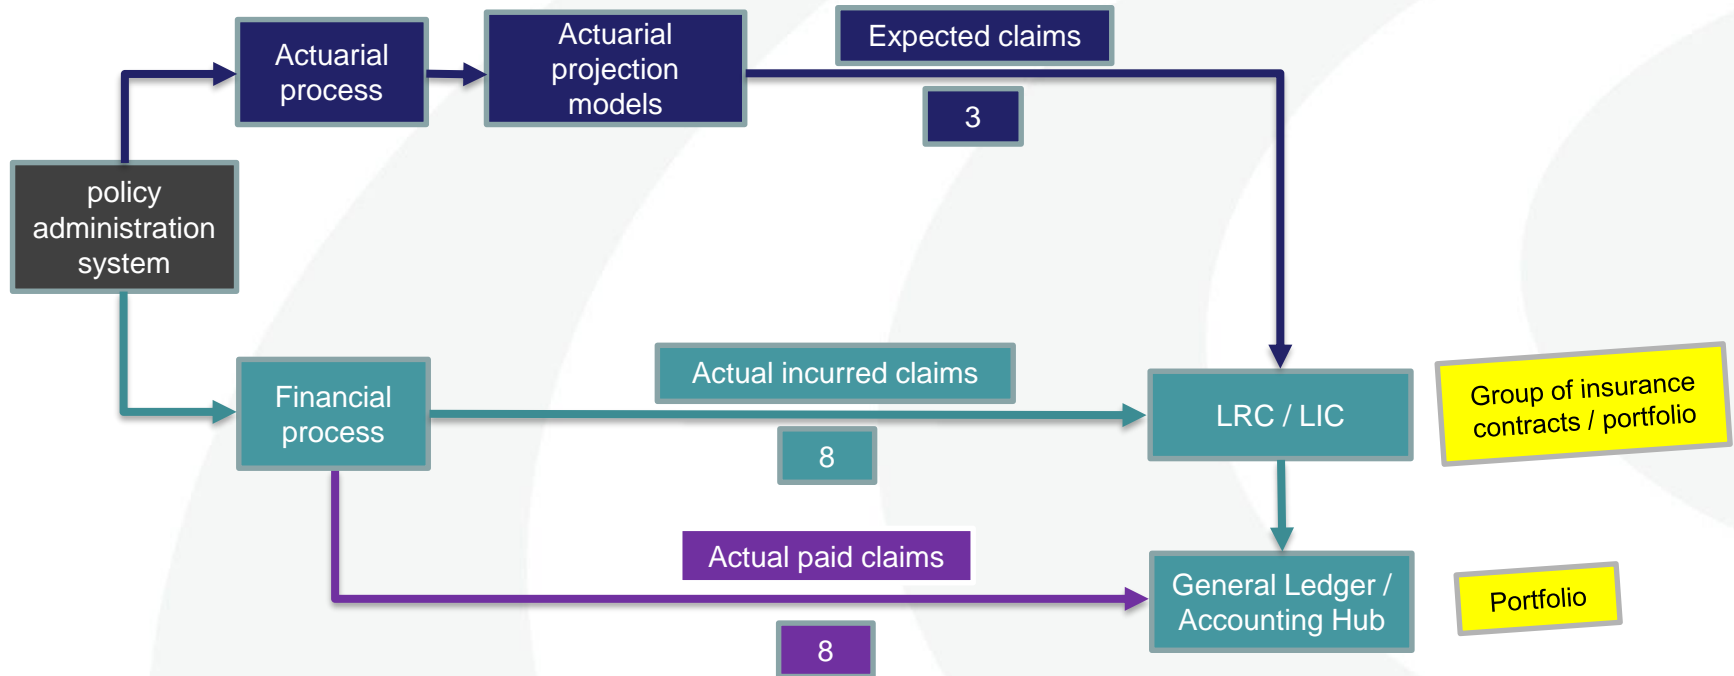 Actuarial
process
Actuarial
projection
models
Expected claims
3
policy
administration
system
Financial
process
Actual incurred claims
8
LRC / LIC
Group of insurance
contracts / portfolio
Actual paid claims
8
General Ledger /
Accounting Hub
Portfolio